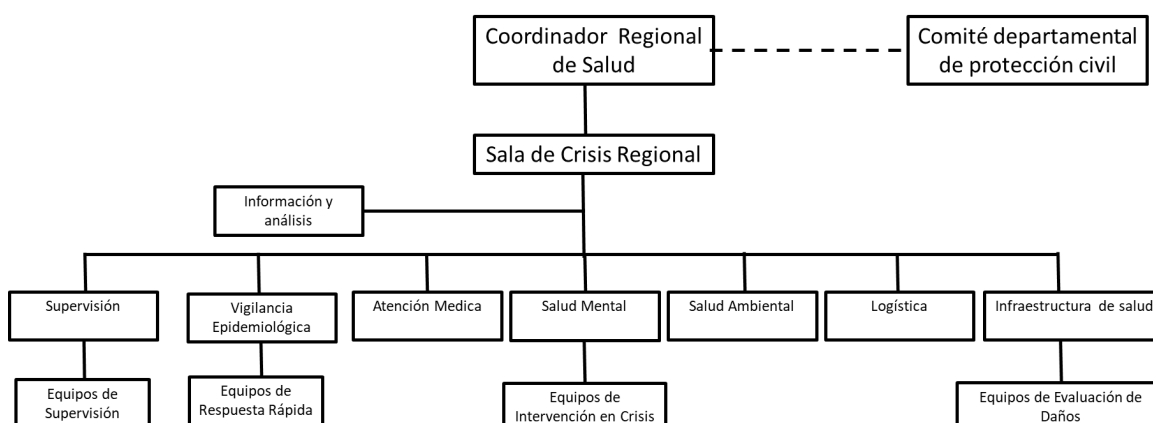 Coordinador Regional
de Salud
Comité departamental
de protección civil
Sala de Crisis Regional
Información y
análisis
Supervisión
Vigilancia
Epidemiológica
Atención Medica
Salud Mental
Salud Ambiental
Logística
Infraestructura de salud
Equipos de
Supervisión
Equipos de
Respuesta Rápida
Equipos de
Intervención en Crisis
Equipos de Evaluación de
Daños